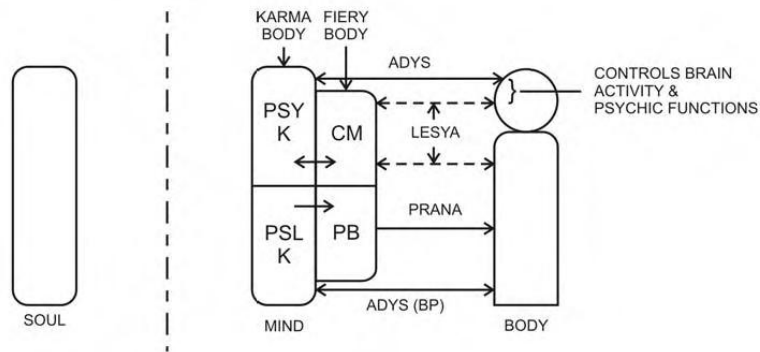 KARMA BODY
FIERY BODY
ADYS
CONTROLS BRAIN
ACTIVITY &
PSYCHIC FUNCTIONS
PSY
K
CM
LESYA
PRANA
PSL
K
PB
ADYS (BP)
SOUL
MIND
BODY